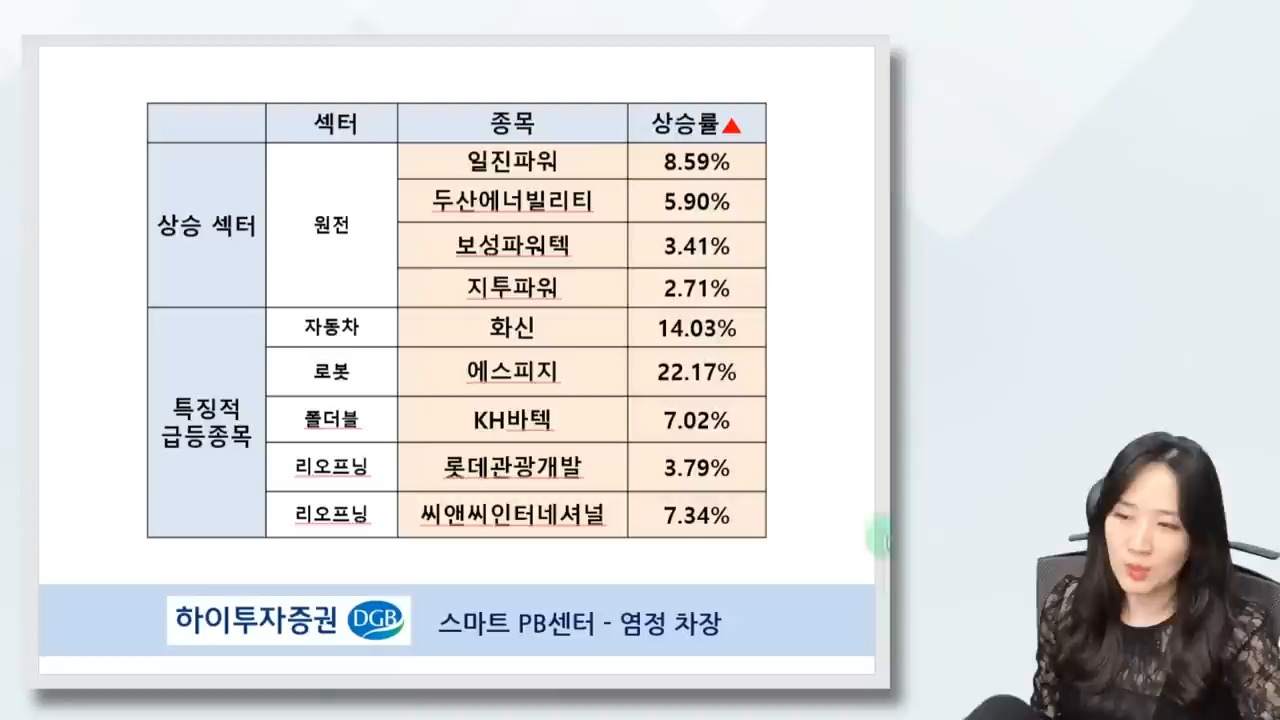 섹터 종목 상승률▲
상승 섹터 원전 일진파워 8.59%
두산에너빌리티 5.90%
보성파워텍 3.41%
지투파워 2.71%
특징적 급등종목 자동차 화신 14.03%
로봇 에스피지 22.17%
폴더블 KH바텍 7.02%
리오프닝 롯데관광개발 3.79%
리오프닝 씨앤씨인터네셔널 7.34%
하이투자증권 DGB 스마트 PB센터 - 염정 차장